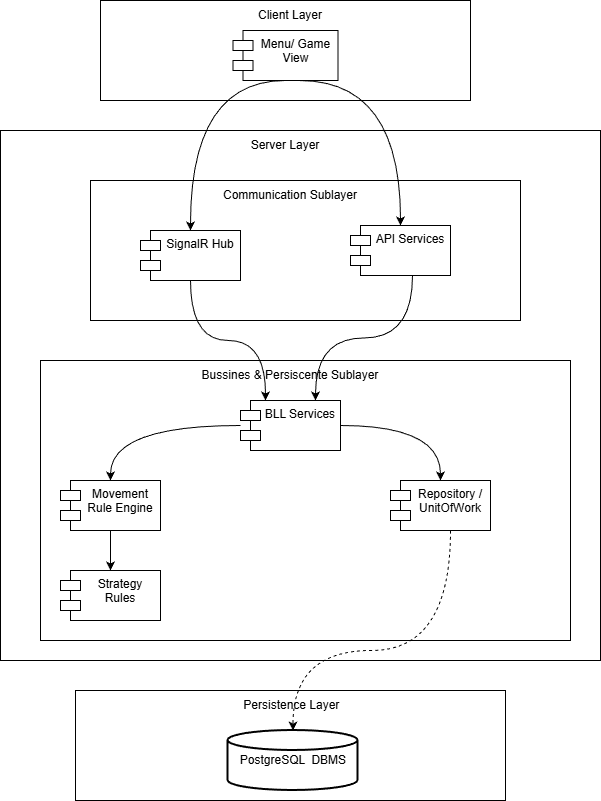 Client Layer
Menu/ Game
View
Server Layer
Communication Sublayer
SignalR Hub
API Services
Bussines & Persiscente Sublayer
BLL Services
Movement
Rule Engine
Repository /
UnitOfWork
Strategy
Rules
Persistence Layer
PostgreSQL DBMS